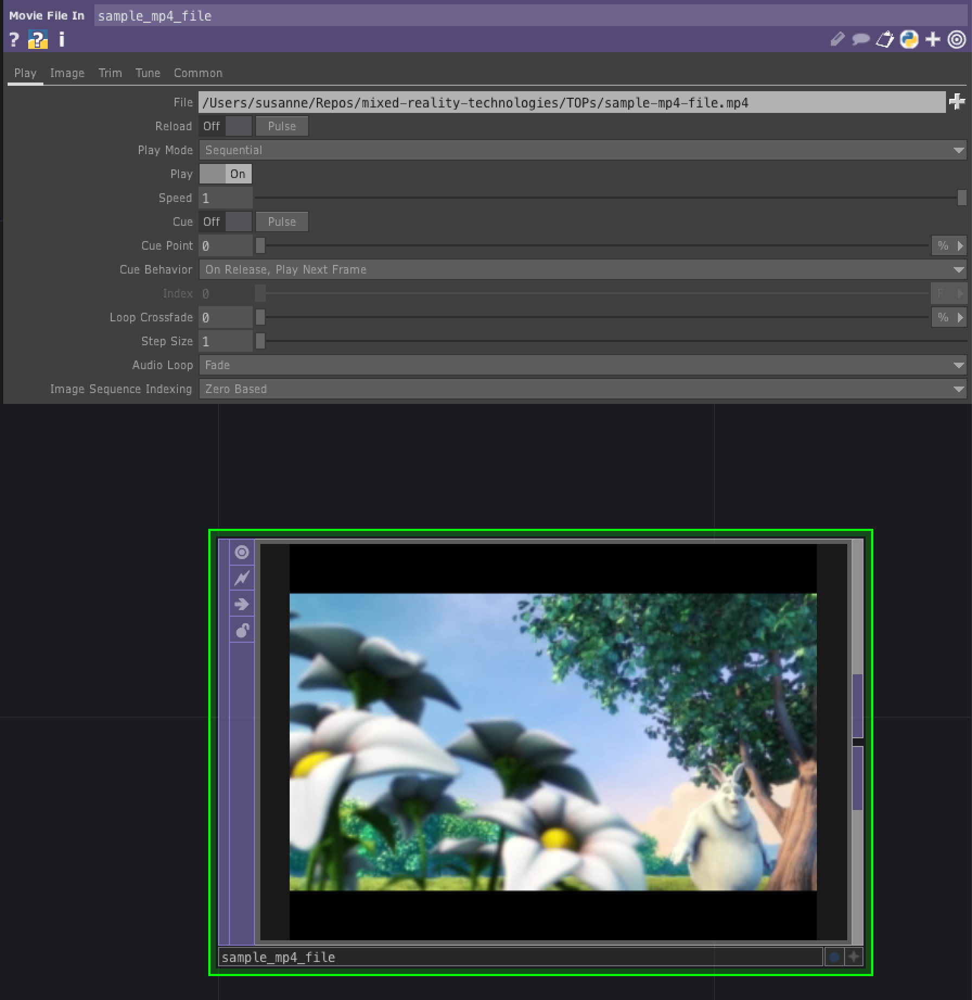 Movie File In sample_mp4_file
? ? i
Play Image Trim Tune Common
File /Users/susanne/Repos/mixed-reality-technologies/TOPs/sample-mp4-file.mp4
Reload Off Pulse
Play Mode Sequential
Play On
Speed 1
Cue Off Pulse
Cue Point 0 %
Cue Behavior On Release, Play Next Frame
Index 0 F
Loop Crossfade 0 %
Step Size 1
Audio Loop Fade
Image Sequence Indexing Zero Based
sample_mp4_file